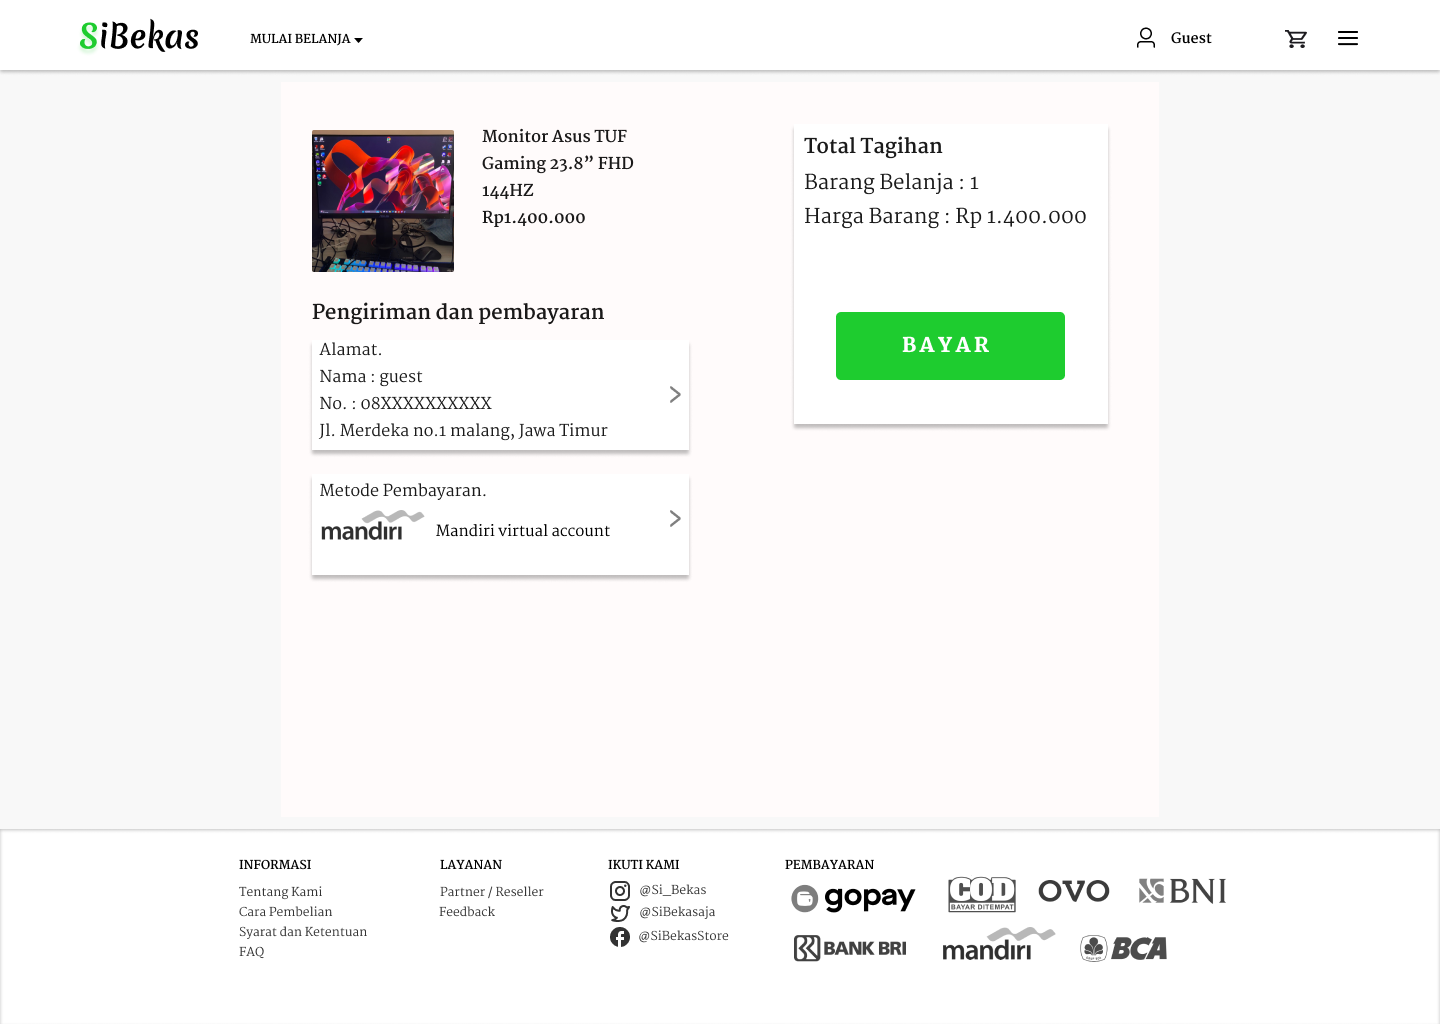 SiBekas
MULAI BELANJA
Guest
Monitor Asus TUF
Gaming 23.8” FHD
144HZ
Rp1.400.000
Total Tagihan
Barang Belanja : 1
Harga Barang : Rp 1.400.000
BAYAR
Pengiriman dan pembayaran
Alamat.
Nama : guest
No. : 08XXXXXXXXXX
Jl. Merdeka no.1 malang, Jawa Timur
Metode Pembayaran.
mandiri Mandiri virtual account
INFORMASI
Tentang Kami
Cara Pembelian
Syarat dan Ketentuan
FAQ
LAYANAN
Partner / Reseller
Feedback
IKUTI KAMI
@Si_Bekas
@SiBekasaja
@SiBekasStore
PEMBAYARAN
gopay
COD
BAYAR DITEMPAT
OVO
BNI
BANK BRI
mandiri
BCA